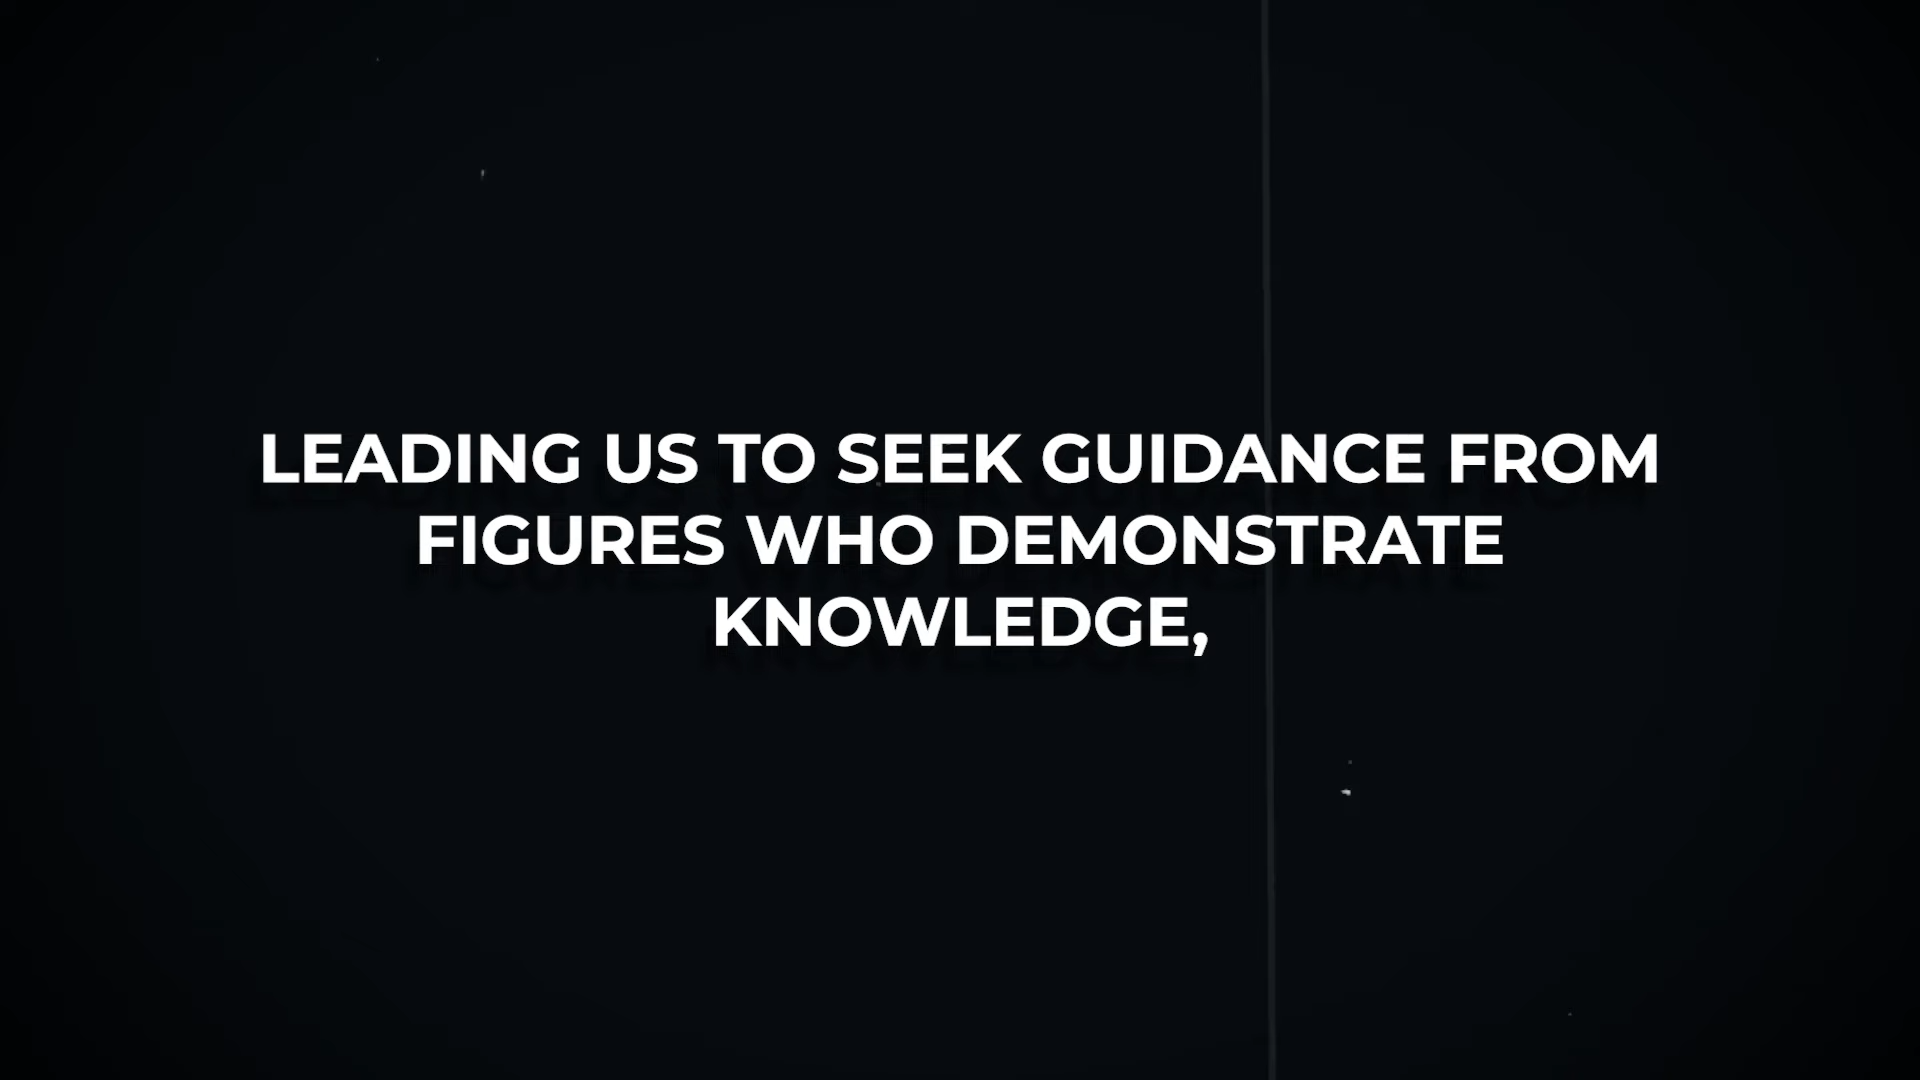 LEADING US TO SEEK GUIDANCE FROM
FIGURES WHO DEMONSTRATE
KNOWLEDGE,